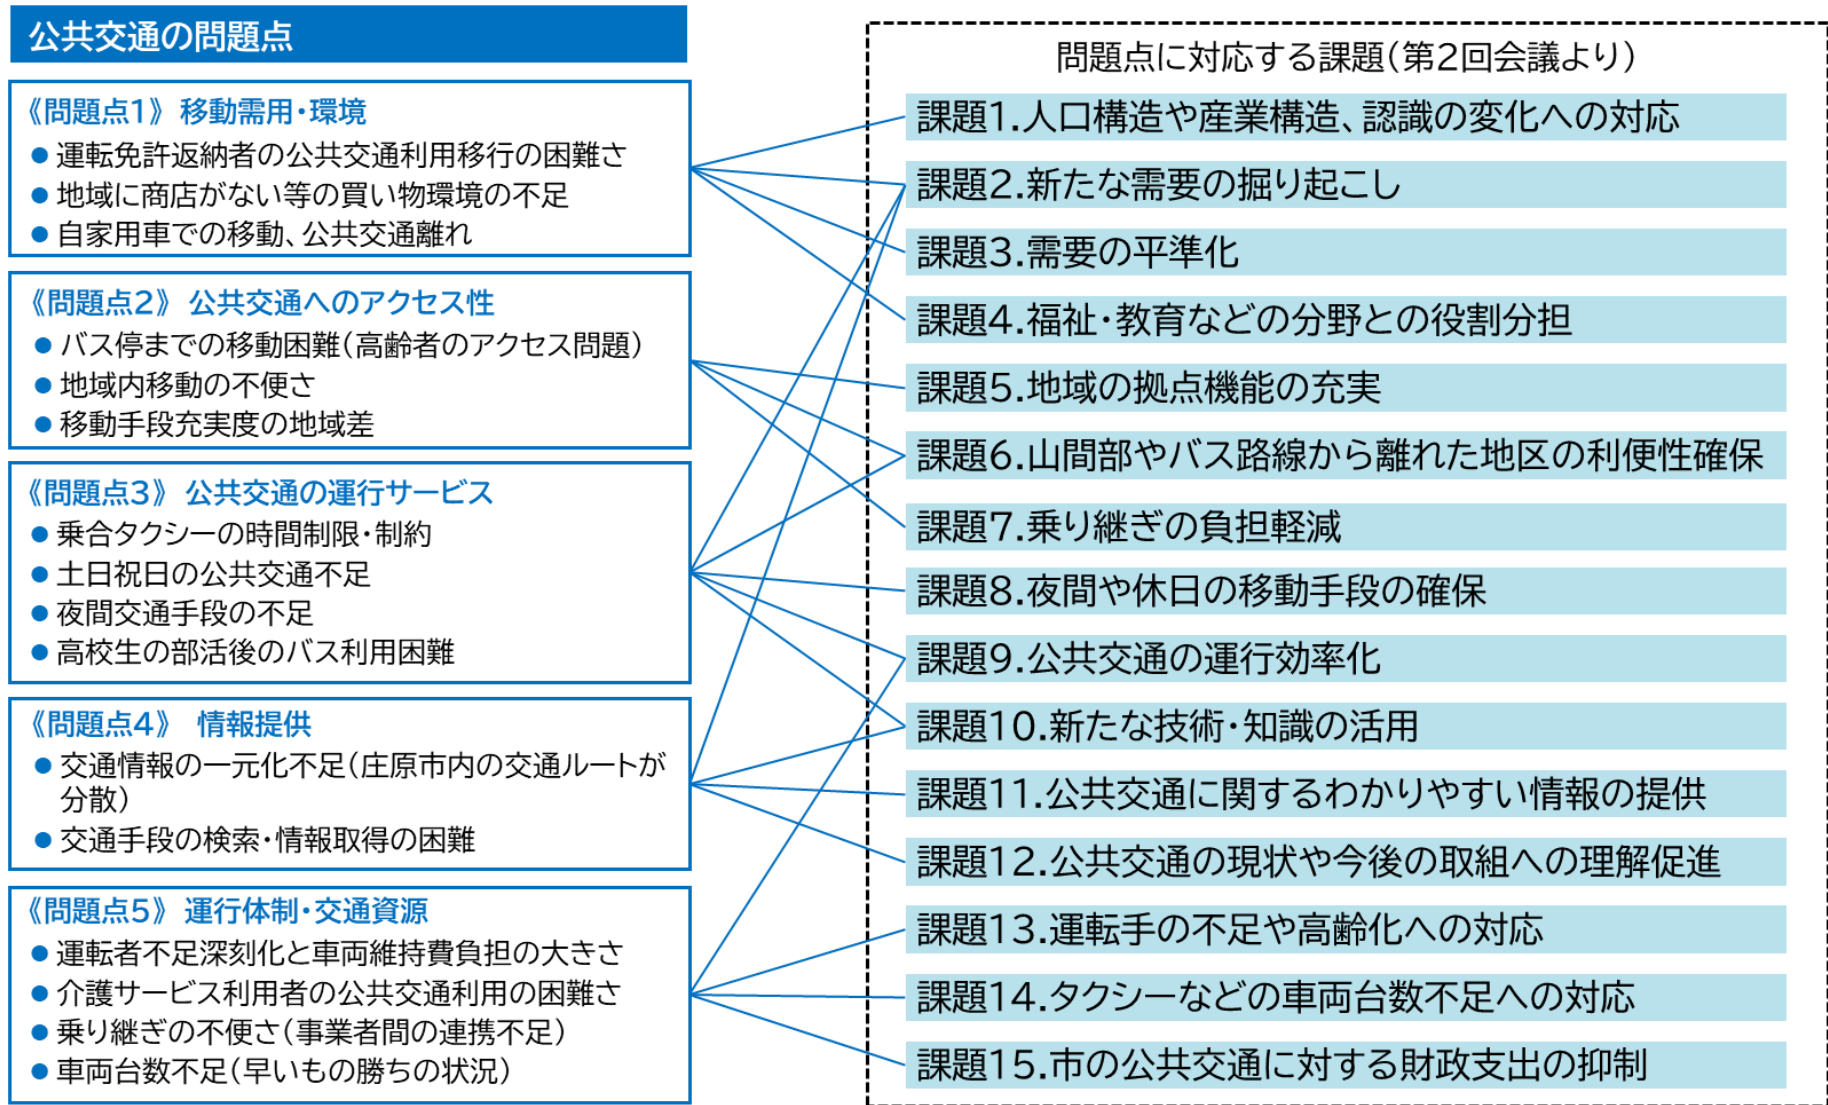 公共交通の問題点
《問題点1》 移動需用・環境
● 運転免許返納者の公共交通利用移行の困難さ
● 地域に商店がない等の買い物環境の不足
● 自家用車での移動、公共交通離れ
《問題点2》 公共交通へのアクセス性
● バス停までの移動困難（高齢者のアクセス問題）
● 地域内移動の不便さ
● 移動手段充実度の地域差
《問題点3》 公共交通の運行サービス
● 乗合タクシーの時間制限・制約
● 土日祝日の公共交通不足
● 夜間交通手段の不足
● 高校生の部活後のバス利用困難
《問題点4》 情報提供
● 交通情報の一元化不足（庄原市内の交通ルートが
分散）
● 交通手段の検索・情報取得の困難
《問題点5》 運行体制・交通資源
● 運転者不足深刻化と車両維持費負担の大きさ
● 介護サービス利用者の公共交通利用の困難さ
● 乗り継ぎの不便さ（事業者間の連携不足）
● 車両台数不足（早いもの勝ちの状況）
問題点に対応する課題（第2回会議より）
課題1.人口構造や産業構造、認識の変化への対応
課題2.新たな需要の掘り起こし
課題3.需要の平準化
課題4.福祉・教育などの分野との役割分担
課題5.地域の拠点機能の充実
課題6.山間部やバス路線から離れた地区の利便性確保
課題7.乗り継ぎの負担軽減
課題8.夜間や休日の移動手段の確保
課題9.公共交通の運行効率化
課題10.新たな技術・知識の活用
課題11.公共交通に関するわかりやすい情報の提供
課題12.公共交通の現状や今後の取組への理解促進
課題13.運転手の不足や高齢化への対応
課題14.タクシーなどの車両台数不足への対応
課題15.市の公共交通に対する財政支出の抑制